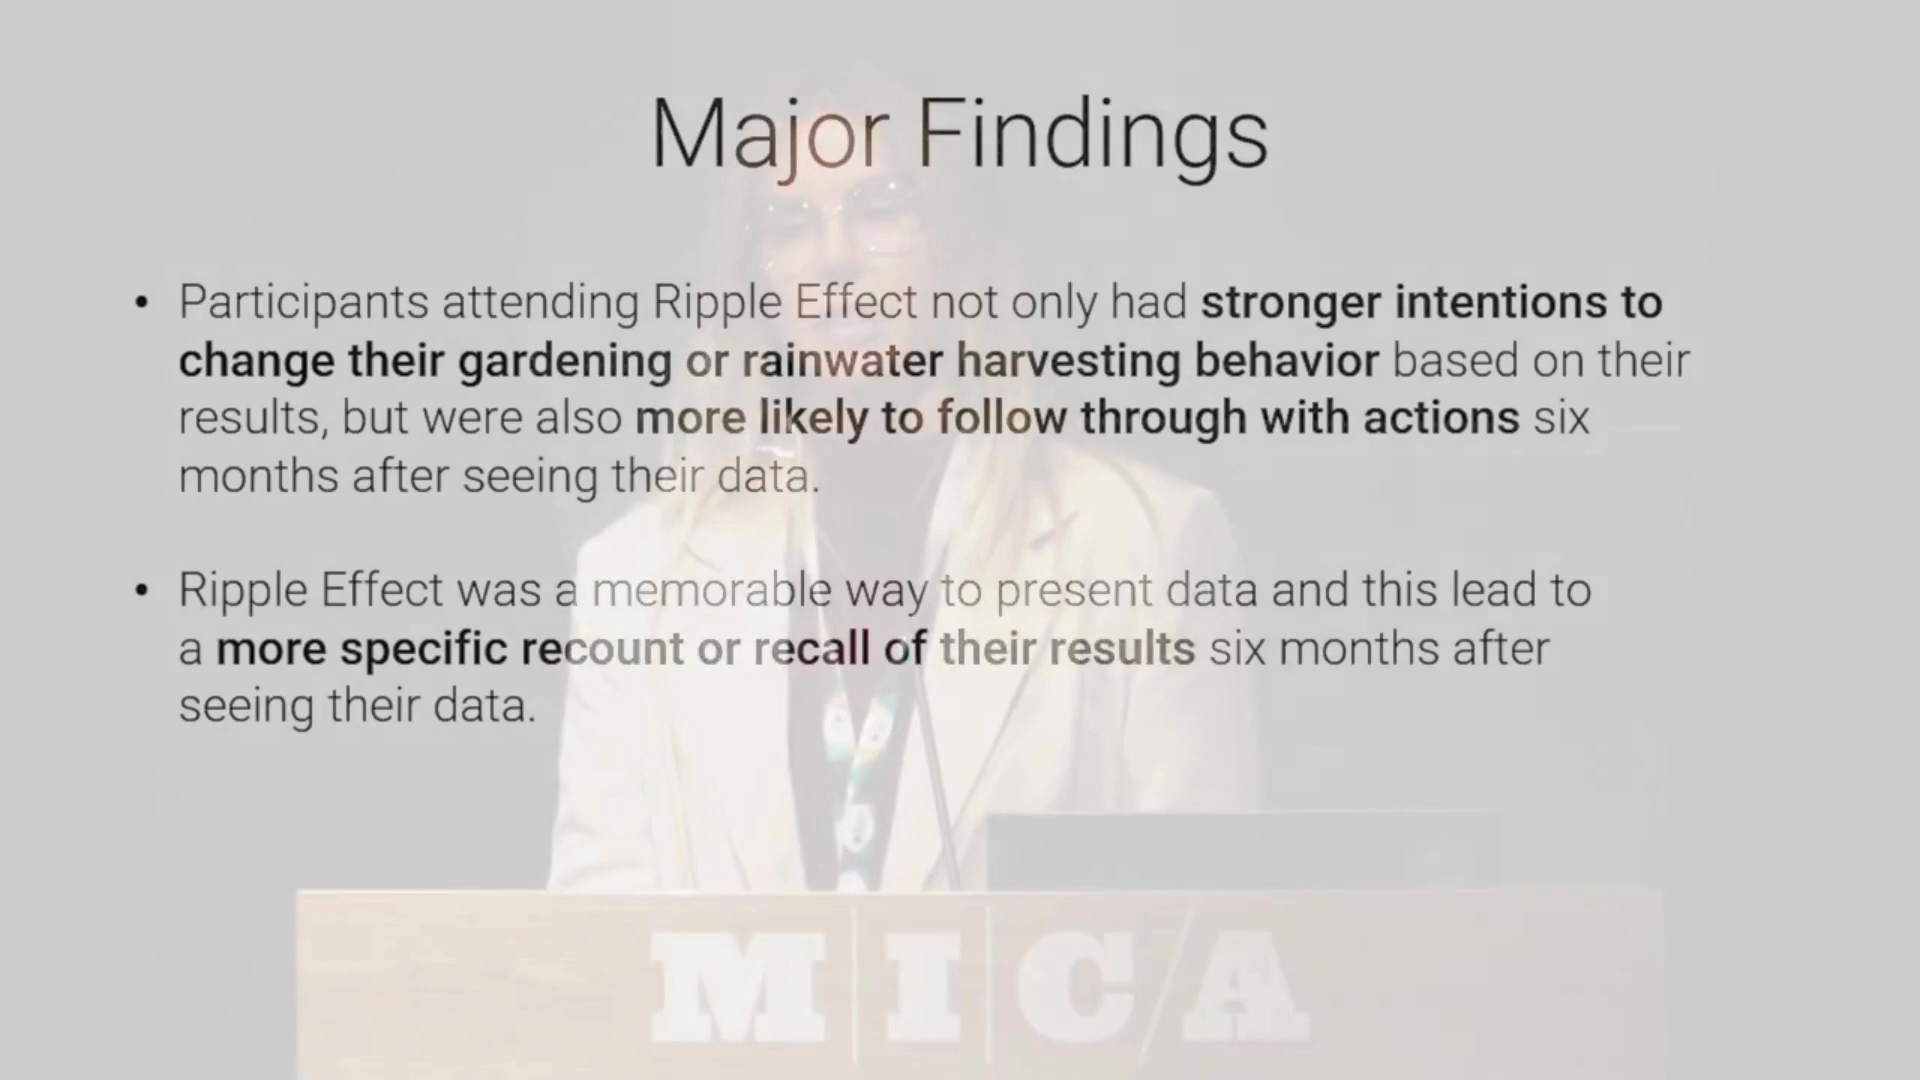 Major Findings
• Participants attending Ripple Effect not only had stronger intentions to
change their gardening or rainwater harvesting behavior based on their
results, but were also more likely to follow through with actions six
months after seeing their data.
• Ripple Effect was a memorable way to present data and this lead to
a more specific recount or recall of their results six months after
seeing their data.
MICA